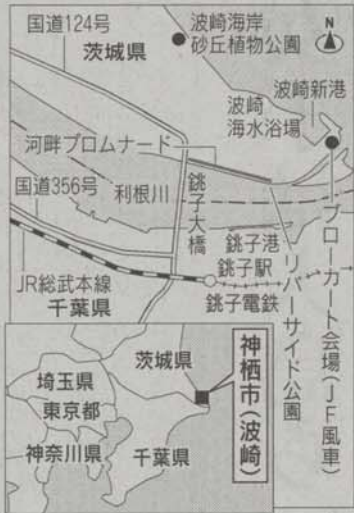 国道124号
茨城県
波崎海岸
砂丘植物公園
N
波崎新港
波崎
海水浴場
河畔プロムナード
国道356号
利根川
銚子大橋
銚子港
銚子駅
銚子電鉄
JR総武本線
千葉県
リバーサイド公園
ブローカート会場(JF風車)
茨城県
埼玉県
東京都
神奈川県
千葉県
神栖市(波崎)